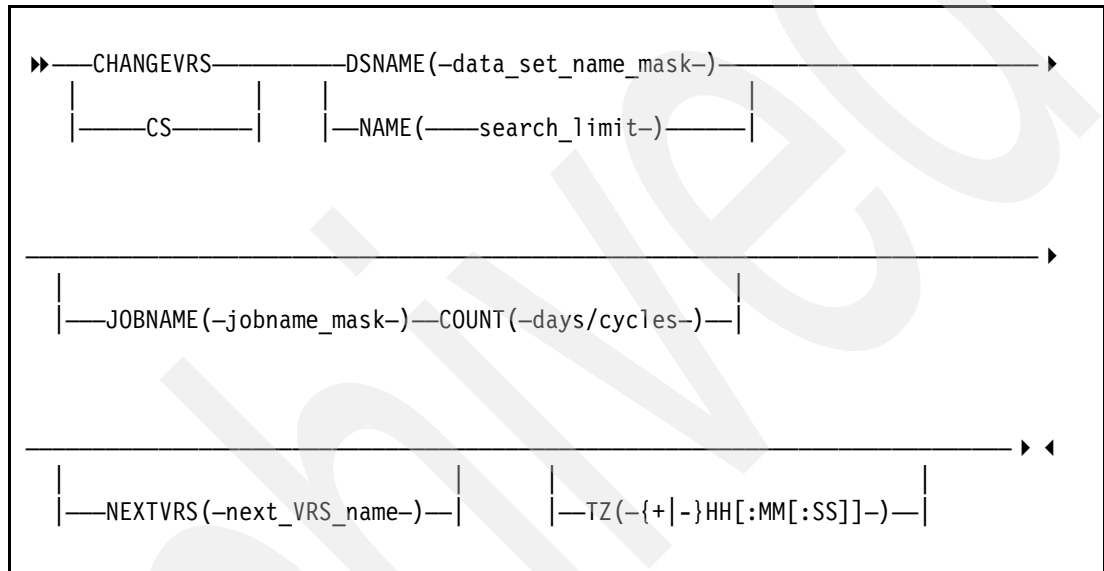 CHANGEVRS DSNAME(–data_set_name_mask–)
CS NAME(––––search_limit–)
JOBNAME(–jobname_mask–)––COUNT(–days/cycles–)
NEXTVRS(–next_VRS_name–) TZ(–{+|-}HH[:MM[:SS]]–)